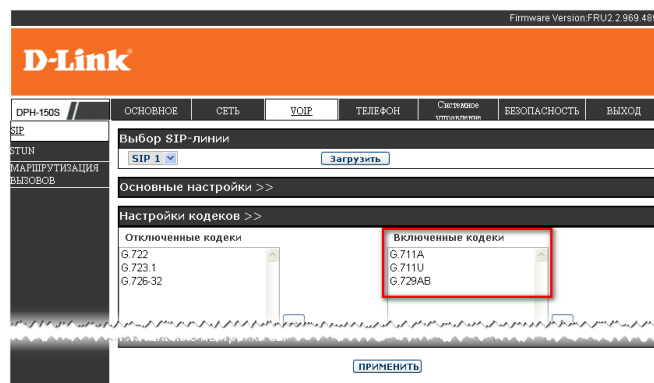 Firmware Version:FRU2.2.969.489
D-Link
DPH-150S
ОСНОВНОЕ
СЕТЬ
VOIP
ТЕЛЕФОН
Системное управление
БЕЗОПАСНОСТЬ
ВЫХОД
SIP
STUN
МАРШРУТИЗАЦИЯ
ВЫЗОВОВ
Выбор SIP-линии
SIP 1
Загрузить
Основные настройки >>
Настройки кодеков >>
Отключенные кодеки
G.722
G.723.1
G.726-32
Включенные кодеки
G.711A
G.711U
G.729AB
ПРИМЕНИТЬ